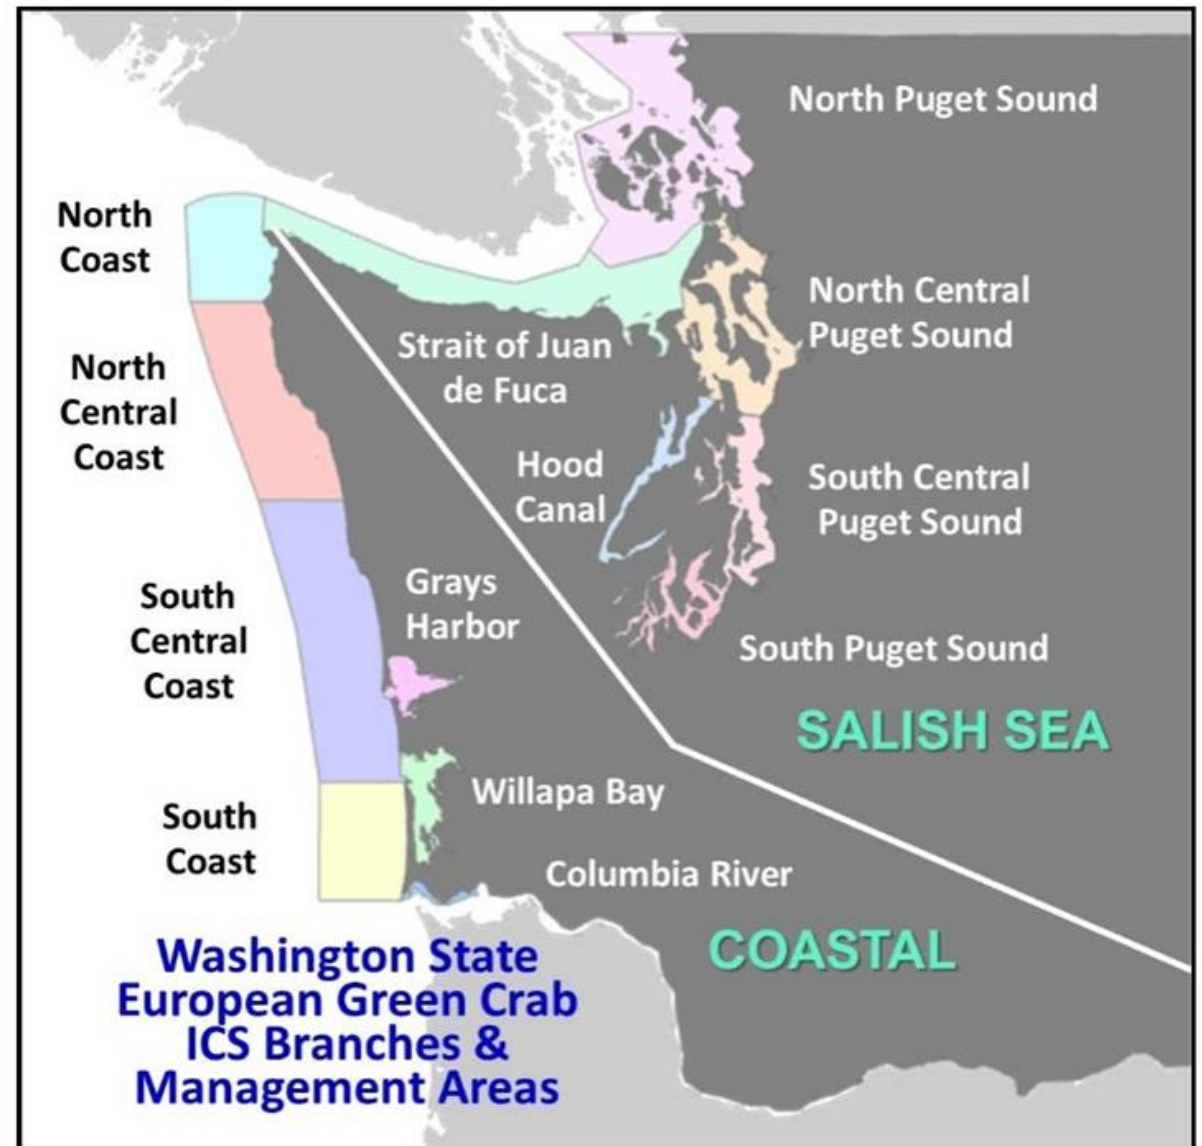 North Puget Sound
North
Coast
North Central
Puget Sound
Strait of Juan
de Fuca
North
Central
Coast
Hood
Canal
South Central
Puget Sound
Grays
Harbor
South
Central
Coast
South Puget Sound
SALISH SEA
Willapa Bay
South
Coast
Columbia River
COASTAL
Washington State
European Green Crab
ICS Branches &
Management Areas